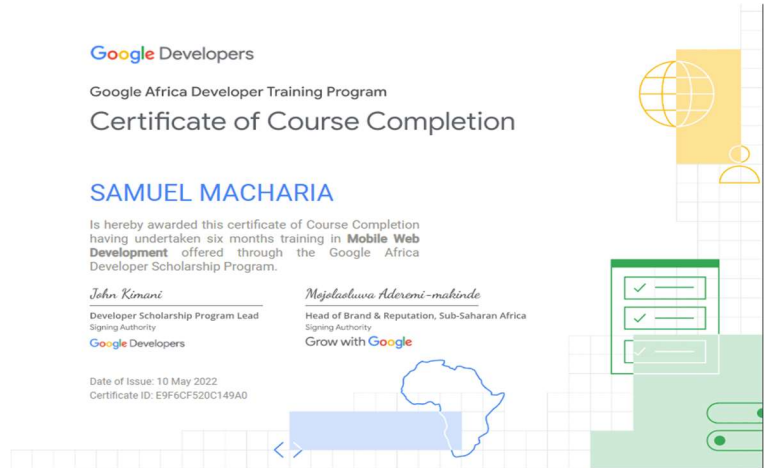 Google Developers
Google Africa Developer Training Program
Certificate of Course Completion
SAMUEL MACHARIA
Is hereby awarded this certificate of Course Completion
having undertaken six months training in Mobile Web
Development offered through the Google Africa
Developer Scholarship Program.
John Kimani
Developer Scholarship Program Lead
Signing Authority
Google Developers
Mojolaoluwa Aderemi-makinde
Head of Brand & Reputation, Sub-Saharan Africa
Signing Authority
Grow with Google
Date of Issue: 10 May 2022
Certificate ID: E9F6CF520C149A0